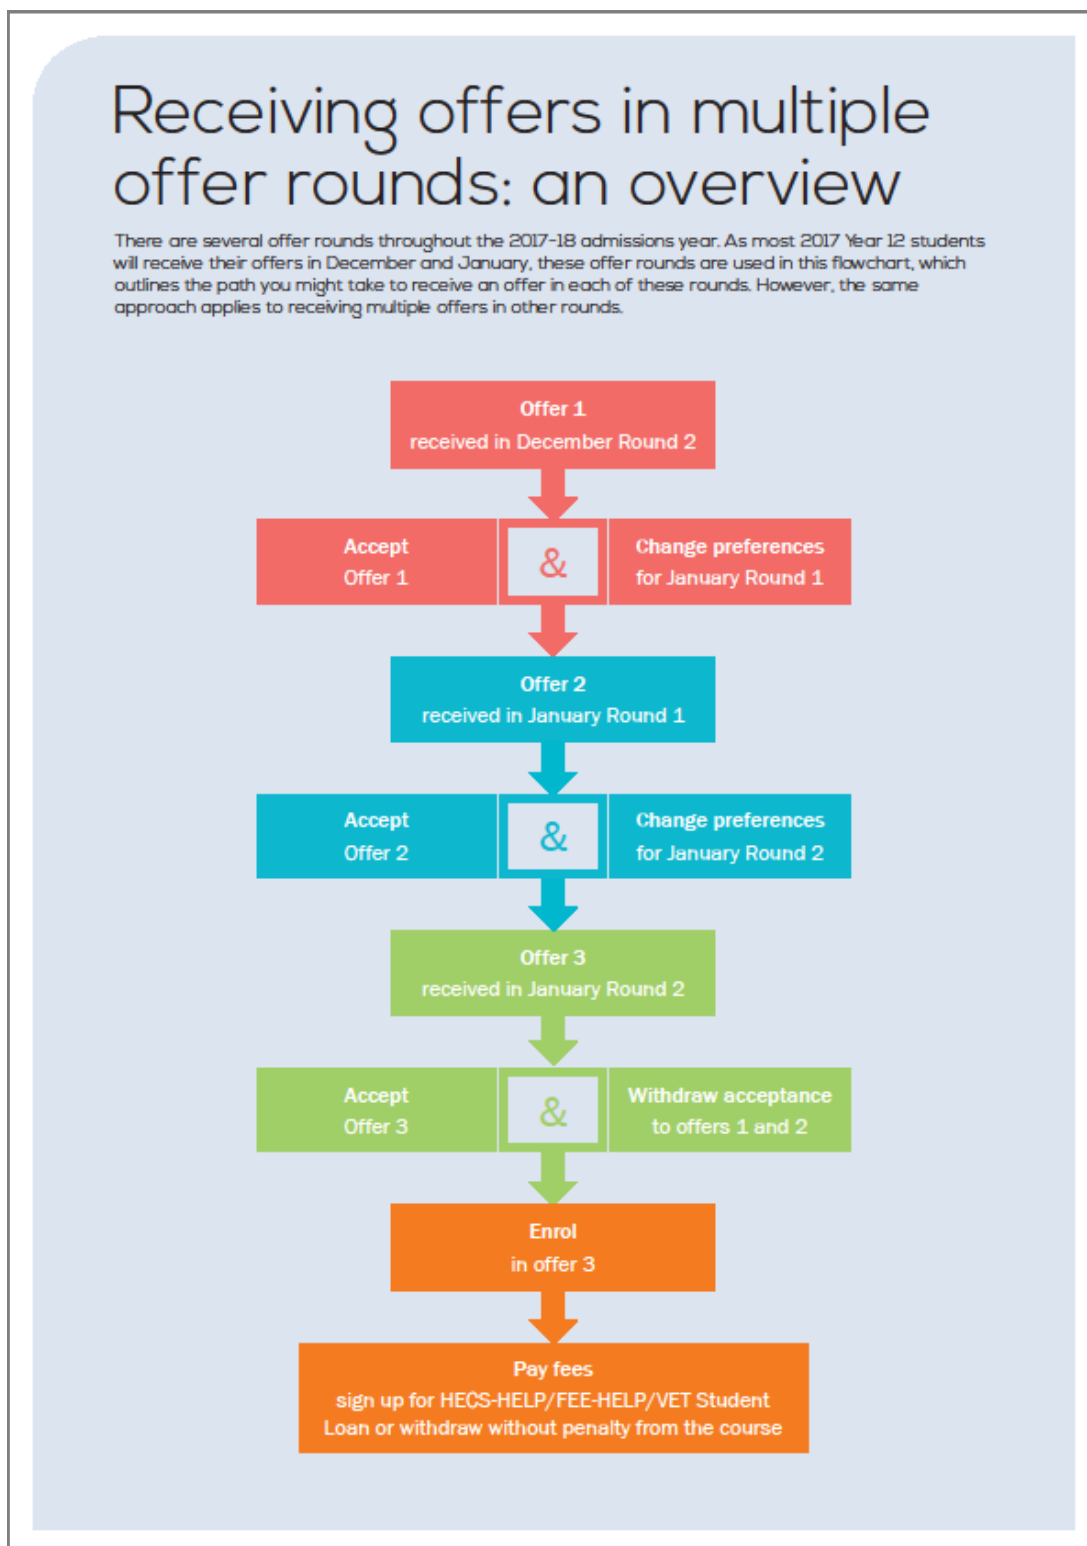 Receiving offers in multiple
offer rounds: an overview
There are several offer rounds throughout the 2017-18 admissions year. As most 2017 Year 12 students
will receive their offers in December and January, these offer rounds are used in this flowchart, which
outlines the path you might take to receive an offer in each of these rounds. However, the same
approach applies to receiving multiple offers in other rounds.
Offer 1
received in December Round 2
Accept
Offer 1
&
Change preferences
for January Round 1
Offer 2
received in January Round 1
Accept
Offer 2
&
Change preferences
for January Round 2
Offer 3
received in January Round 2
Accept
Offer 3
&
Withdraw acceptance
to offers 1 and 2
Enrol
in offer 3
Pay fees
sign up for HECS-HELP/FEE-HELP/VET Student
Loan or withdraw without penalty from the course